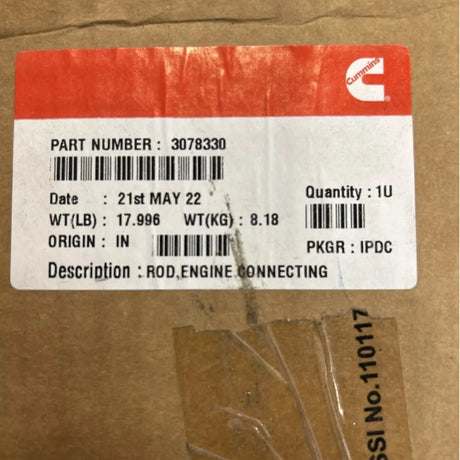 Cummins
PART NUMBER : 3078330
Date : 21st MAY 22
Quantity : 1U
WT(LB) : 17.996 WT(KG) : 8.18
ORIGIN : IN
PKGR : IPDC
Description : ROD,ENGINE CONNECTING
SSI No.110117